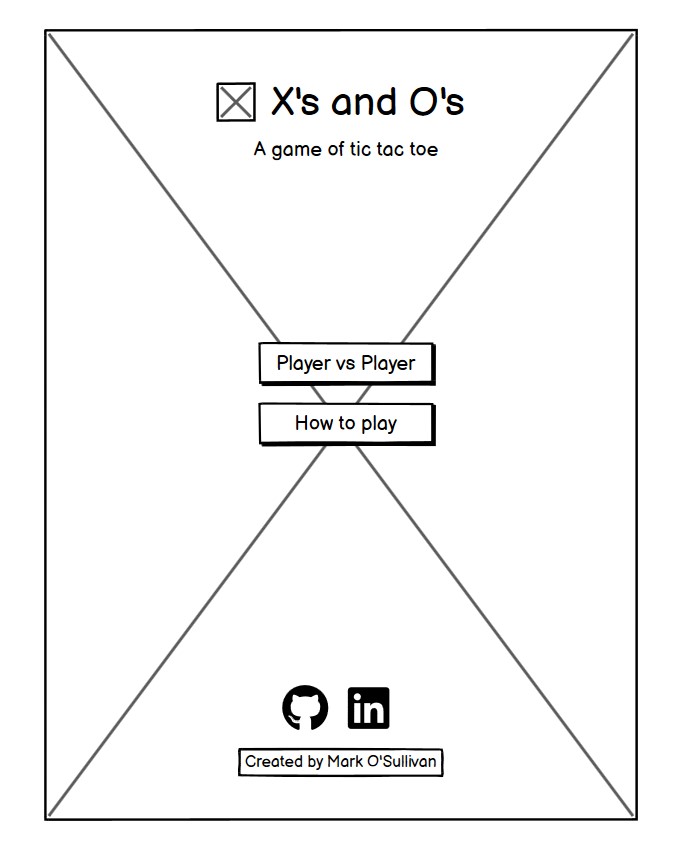 X's and O's
A game of tic tac toe
Player vs Player
How to play
in
Created by Mark O'Sullivan